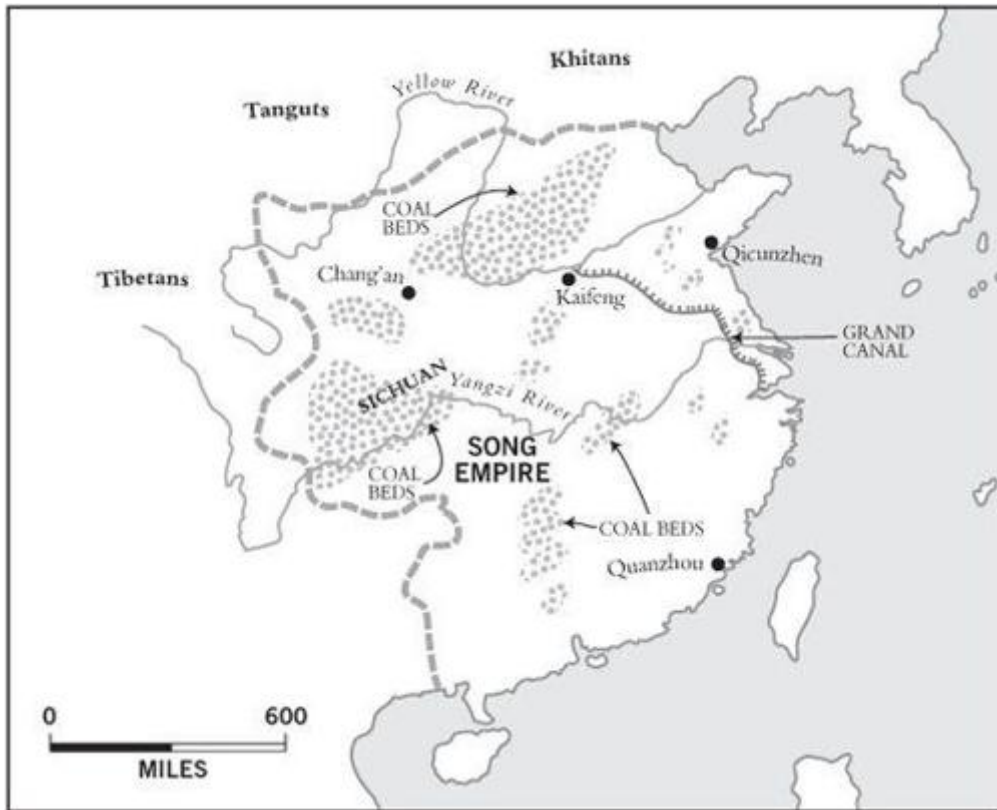 Khitans
Yellow River
Tanguts
COAL
BEDS
Qicunzhen
Tibetans
Chang'an
Kaifeng
GRAND
CANAL
SICHUAN
Yangzi River
SONG
EMPIRE
COAL
BEDS
COAL BEDS
Quanzhou
0 600
MILES